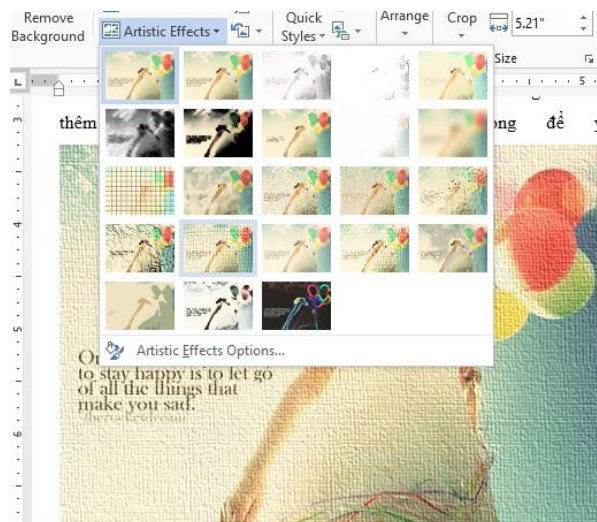 Remove Background
Artistic Effects
Quick Styles
Arrange
Crop
5.21"
Size
5
thêm
ong để y
Artistic Effects Options...
to stay happy is to let go
of all the things that
make you sad.